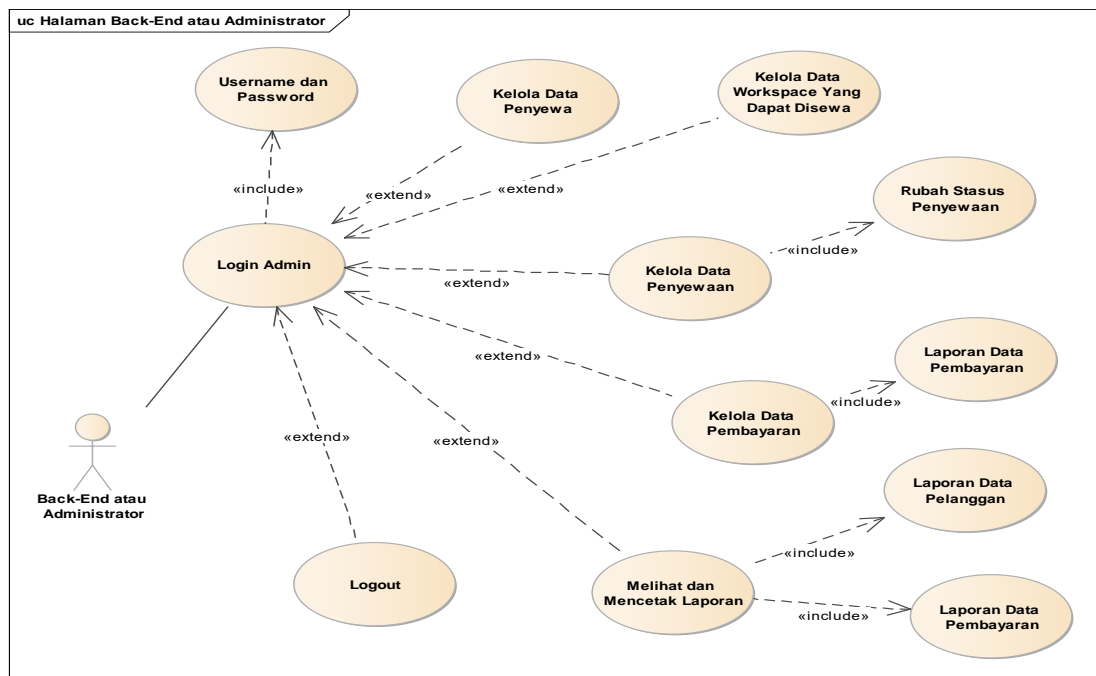 uc Halaman Back-End atau Administrator
Username dan
Password
Kelola Data
Penyewa
Kelola Data
Workspace Yang
Dapat Disewa
«include»
«extend»
«extend»
Rubah Stasus
Penyewaan
«include»
Login Admin
Kelola Data
Penyewaan
«extend»
Laporan Data
Pembayaran
«extend»
«include»
Kelola Data
Pembayaran
«extend»
«extend»
Back-End atau
Administrator
Laporan Data
Pelanggan
«include»
Logout
Melihat dan
Mencetak Laporan
«include»
Laporan Data
Pembayaran